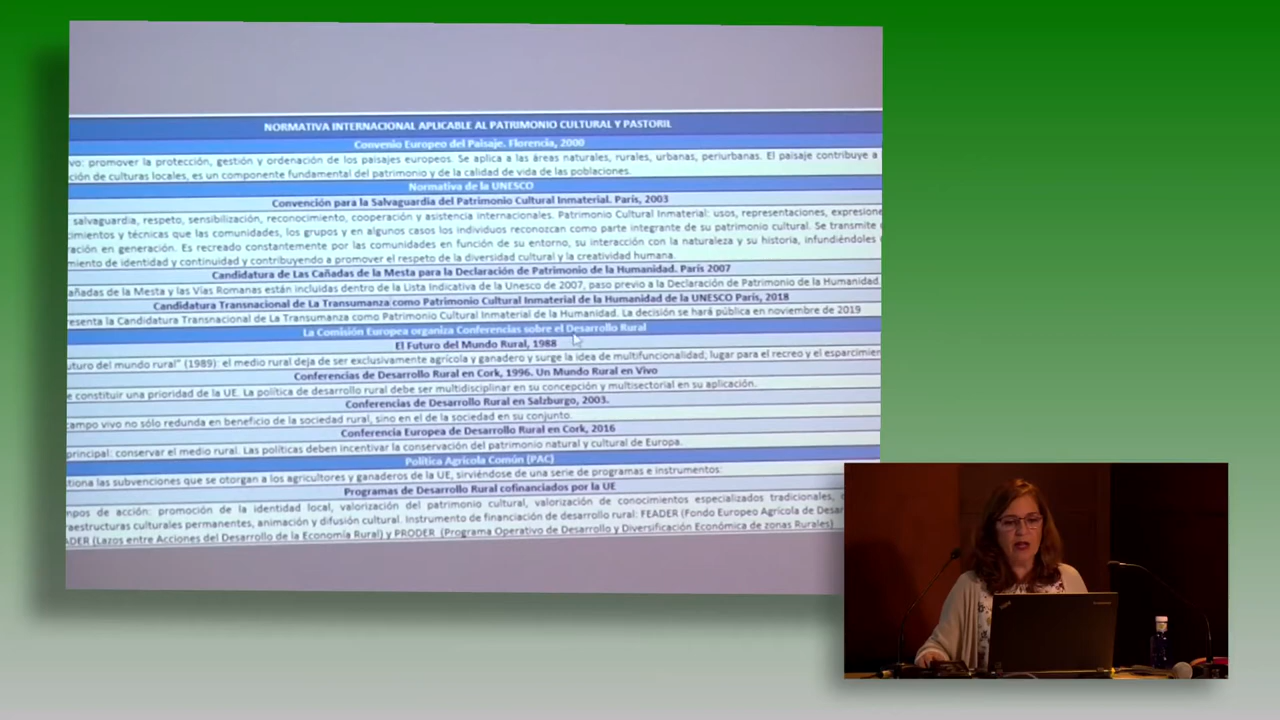 NORMATIVA INTERNACIONAL APLICABLE AL PATRIMONIO CULTURAL Y PASTORIL
Convenio Europeo del Paisaje. Florencia, 2000
vo: promover la protección, gestión y ordenación de los paisajes europeos. Se aplica a las áreas naturales, rurales, urbanas, periurbanas. El paisaje contribuye a
ción de culturas locales, es un componente fundamental del patrimonio y de la calidad de vida de las poblaciones.
Normativa de la UNESCO
Convención para la Salvaguardia del Patrimonio Cultural Inmaterial. París, 2003
salvaguardia, respeto, sensibilización, reconocimiento, cooperación y asistencia internacionales. Patrimonio Cultural Inmaterial: usos, representaciones, expresione
cimientos y técnicas que las comunidades, los grupos y en algunos casos los individuos reconozcan como parte integrante de su patrimonio cultural. Se transmite
ración en generación. Es recreado constantemente por las comunidades en función de su entorno, su interacción con la naturaleza y su historia, infundiéndoles
miento de identidad y continuidad y contribuyendo a promover el respeto de la diversidad cultural y la creatividad humana.
Candidatura de Las Cañadas de la Mesta para la Declaración de Patrimonio de la Humanidad. París 2007
añadas de la Mesta y las Vías Romanas están incluidas dentro de la Lista Indicativa de la Unesco de 2007, paso previo a la Declaración de Patrimonio de la Humanidad.
Candidatura Transnacional de La Transumanza como Patrimonio Cultural Inmaterial de la Humanidad de la UNESCO París, 2018
resenta la Candidatura Transnacional de La Transumanza como Patrimonio Cultural Inmaterial de la Humanidad. La decisión se hará pública en noviembre de 2019
La Comisión Europea organiza Conferencias sobre el Desarrollo Rural
El Futuro del Mundo Rural, 1988
uturo del mundo rural" (1989): el medio rural deja de ser exclusivamente agrícola y ganadero y surge la idea de multifuncionalidad, lugar para el recreo y el esparcimien
Conferencias de Desarrollo Rural en Cork, 1996. Un Mundo Rural en Vivo
e constituir una prioridad de la UE. La política de desarrollo rural debe ser multidisciplinar en su concepción y multisectorial en su aplicación.
Conferencias de Desarrollo Rural en Salzburgo, 2003.
campo vivo no sólo redunda en beneficio de la sociedad rural, sino en el de la sociedad en su conjunto.
Conferencia Europea de Desarrollo Rural en Cork, 2016
principal: conservar el medio rural. Las políticas deben incentivar la conservación del patrimonio natural y cultural de Europa.
Política Agrícola Común (PAC)
tiona las subvenciones que se otorgan a los agricultores y ganaderos de la UE, sirviéndose de una serie de programas e instrumentos:
Programas de Desarrollo Rural cofinanciados por la UE
mpos de acción: promoción de la identidad local, valorización del patrimonio cultural, valorización de conocimientos especializados tradicionales,
raestructuras culturales permanentes, animación y difusión cultural. Instrumento de financiación de desarrollo rural: FEADER (Fondo Europeo Agrícola de Desar
ADER (Lazos entre Acciones del Desarrollo de la Economía Rural) y PRODER (Programa Operativo de Desarrollo y Diversificación Económica de zonas Rurales)